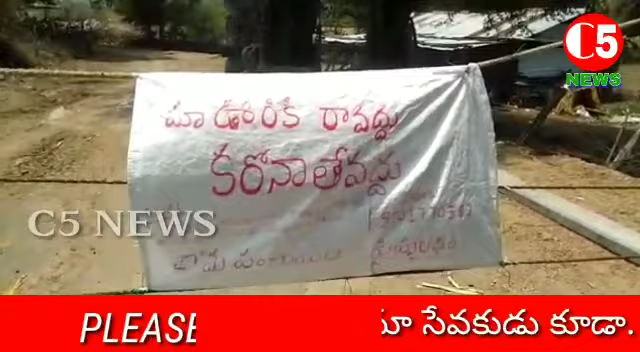 C5
NEWS
మా ఊరికి రావద్దు
కరోనా తేవద్దు
C5 NEWS
గ్రామ పంచాయితి
PLEASE
మా సేవకుడు కూడా.